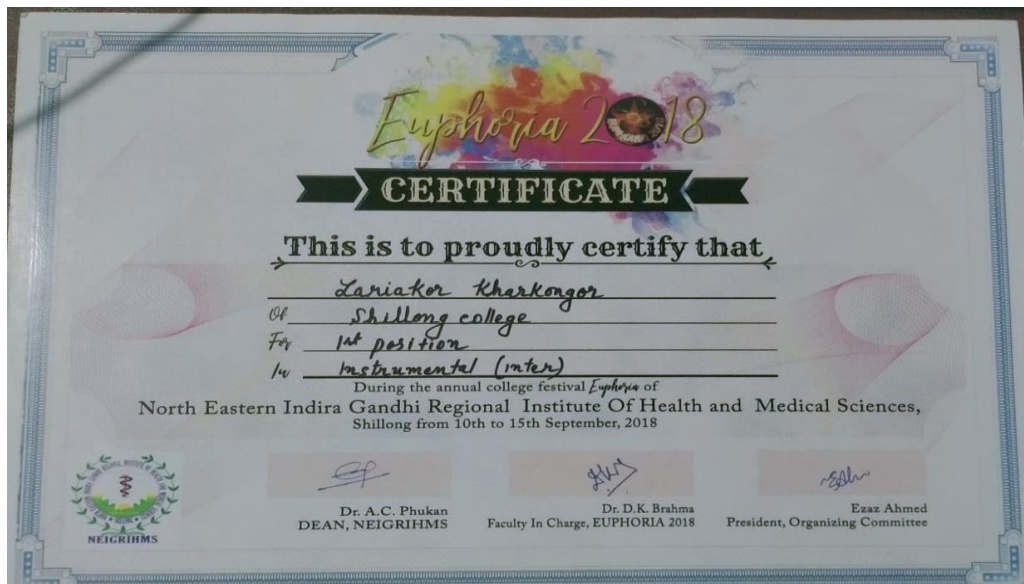 Euphoria 2018
CERTIFICATE
This is to proudly certify that
Lariakor Kharkongor
Of Shillong college
For 1st position
In Instrumental (inter)
During the annual college festival Euphoria of
North Eastern Indira Gandhi Regional Institute Of Health and Medical Sciences,
Shillong from 10th to 15th September, 2018
Dr. A.C. Phukan
DEAN, NEIGRIHMS
Dr. D.K. Brahma
Faculty In Charge, EUPHORIA 2018
Ezaz Ahmed
President, Organizing Committee
NEIGRIHMS